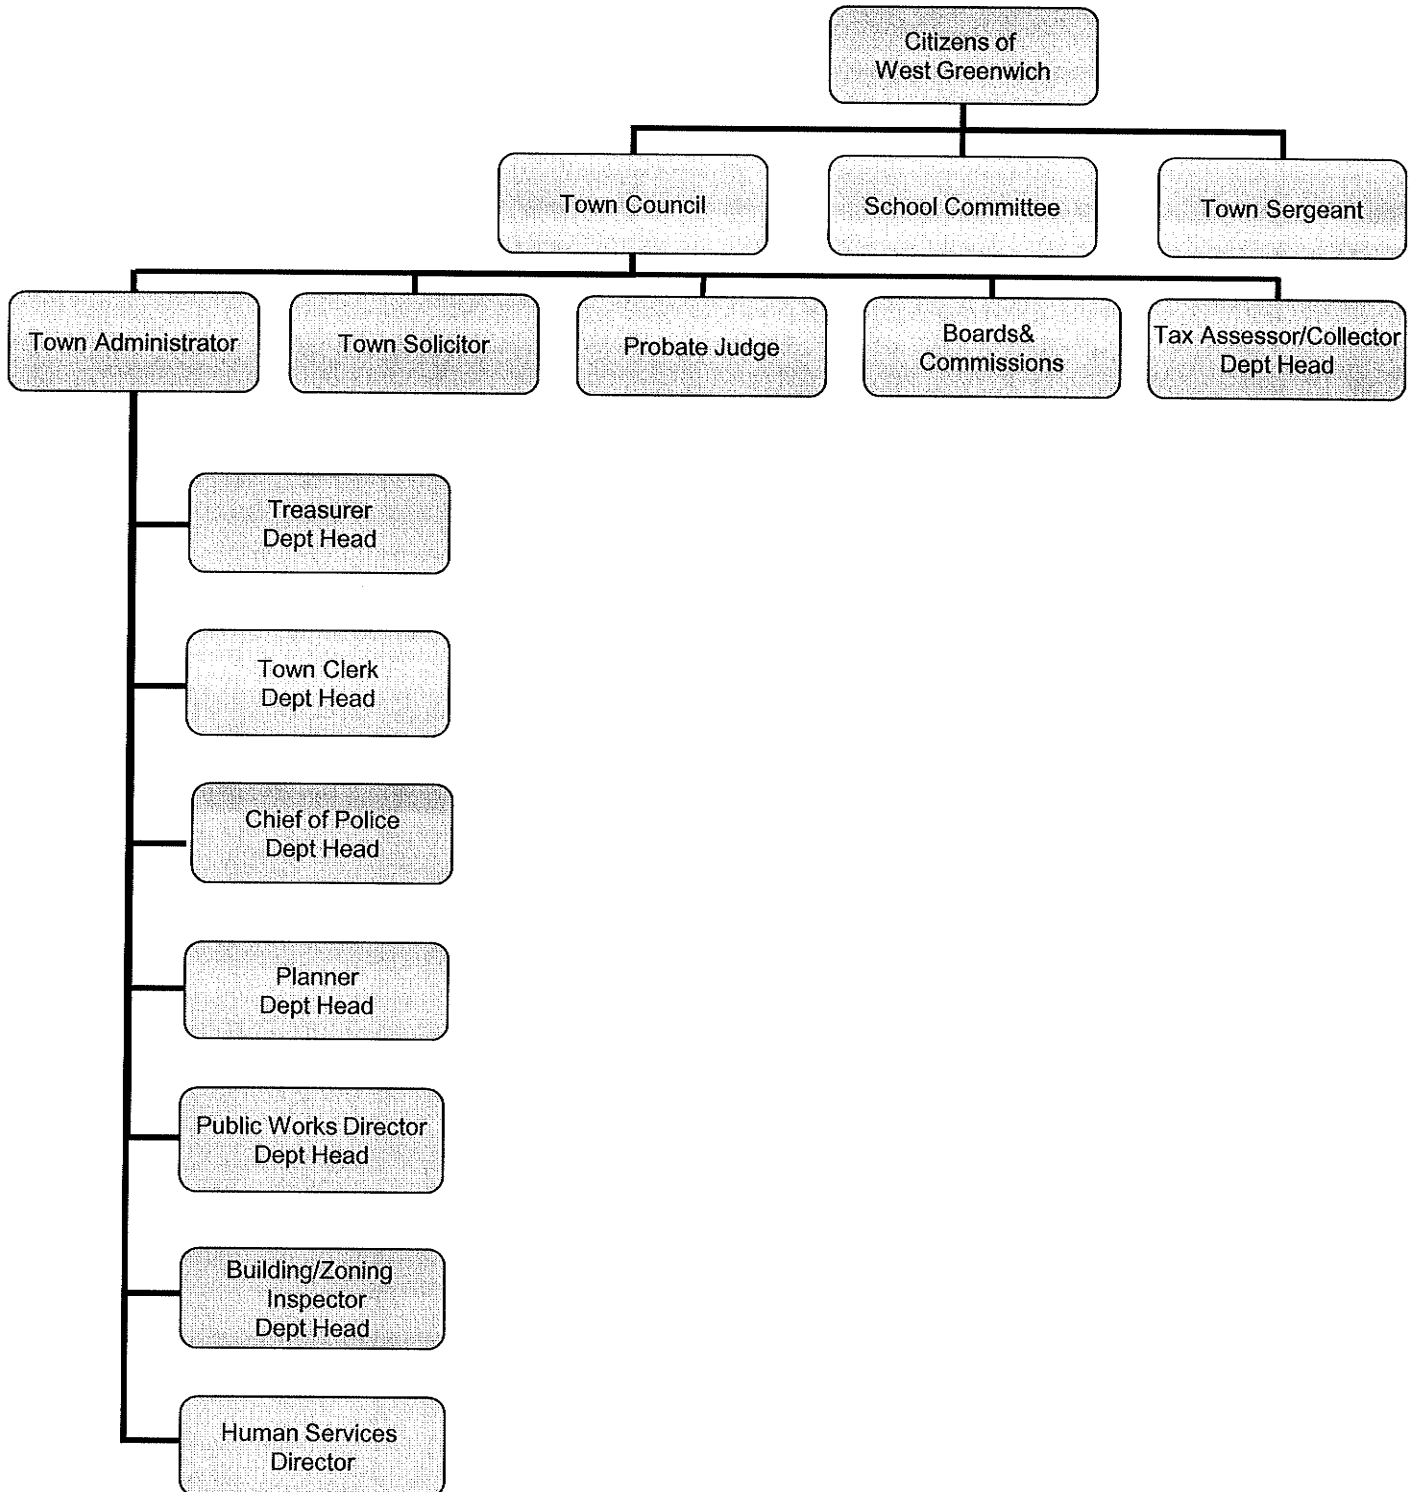 Citizens of
West Greenwich
Town Council
School Committee
Town Sergeant
Town Administrator
Town Solicitor
Probate Judge
Boards&
Commissions
Tax Assessor/Collector
Dept Head
Treasurer
Dept Head
Town Clerk
Dept Head
Chief of Police
Dept Head
Planner
Dept Head
Public Works Director
Dept Head
Building/Zoning
Inspector
Dept Head
Human Services
Director